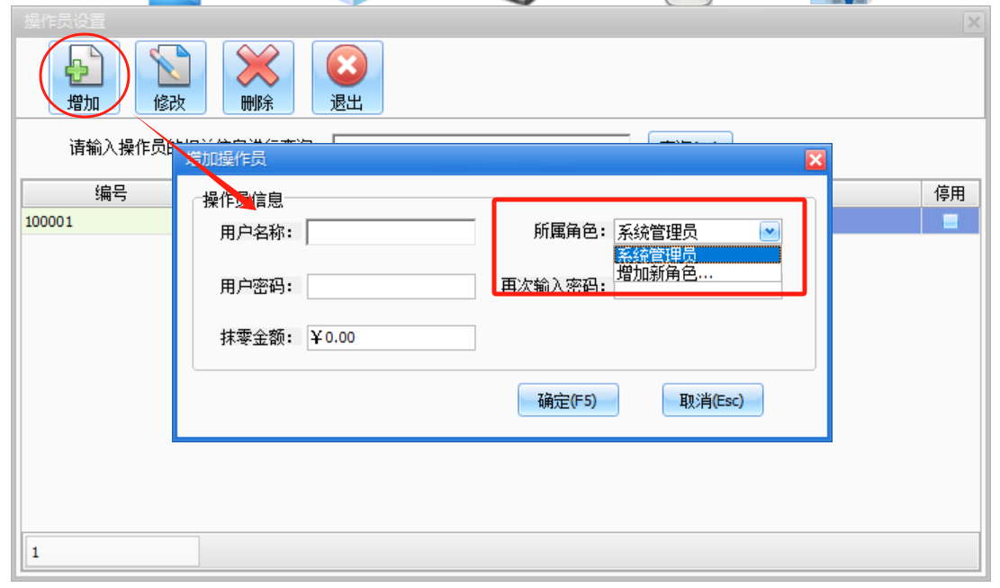 操作员设置
增加
修改
删除
退出
请输入操作员的
编号
停用
100001
增加操作员
操作员信息
用户名称:
所属角色: 系统管理员
系统管理员
增加新角色...
用户密码:
再次输入密码:
抹零金额: ￥0.00
确定(F5)
取消(Esc)
1